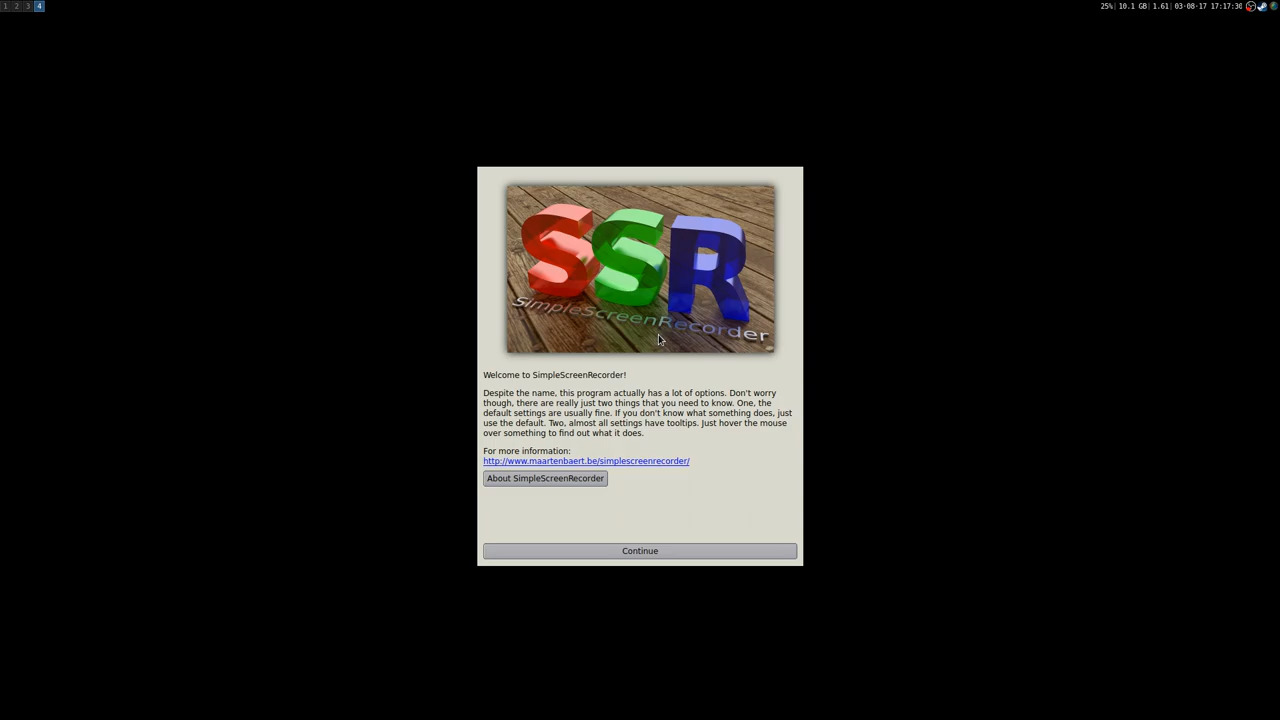 1 2 3 4
25%| 10.1 GB| 1.61| 03-08-17 17:17:30
SSR
SimpleScreenRecorder
Welcome to SimpleScreenRecorder!
Despite the name, this program actually has a lot of options. Don't worry
though, there are really just two things that you need to know. One, the
default settings are usually fine. If you don't know what something does, just
use the default. Two, almost all settings have tooltips. Just hover the mouse
over something to find out what it does.
For more information:
http://www.maartenbaert.be/simplescreenrecorder/
About SimpleScreenRecorder
Continue